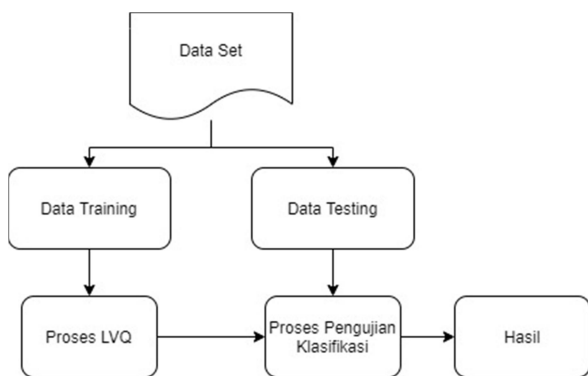 Data Set
Data Training
Data Testing
Proses LVQ
Proses Pengujian
Klasifikasi
Hasil